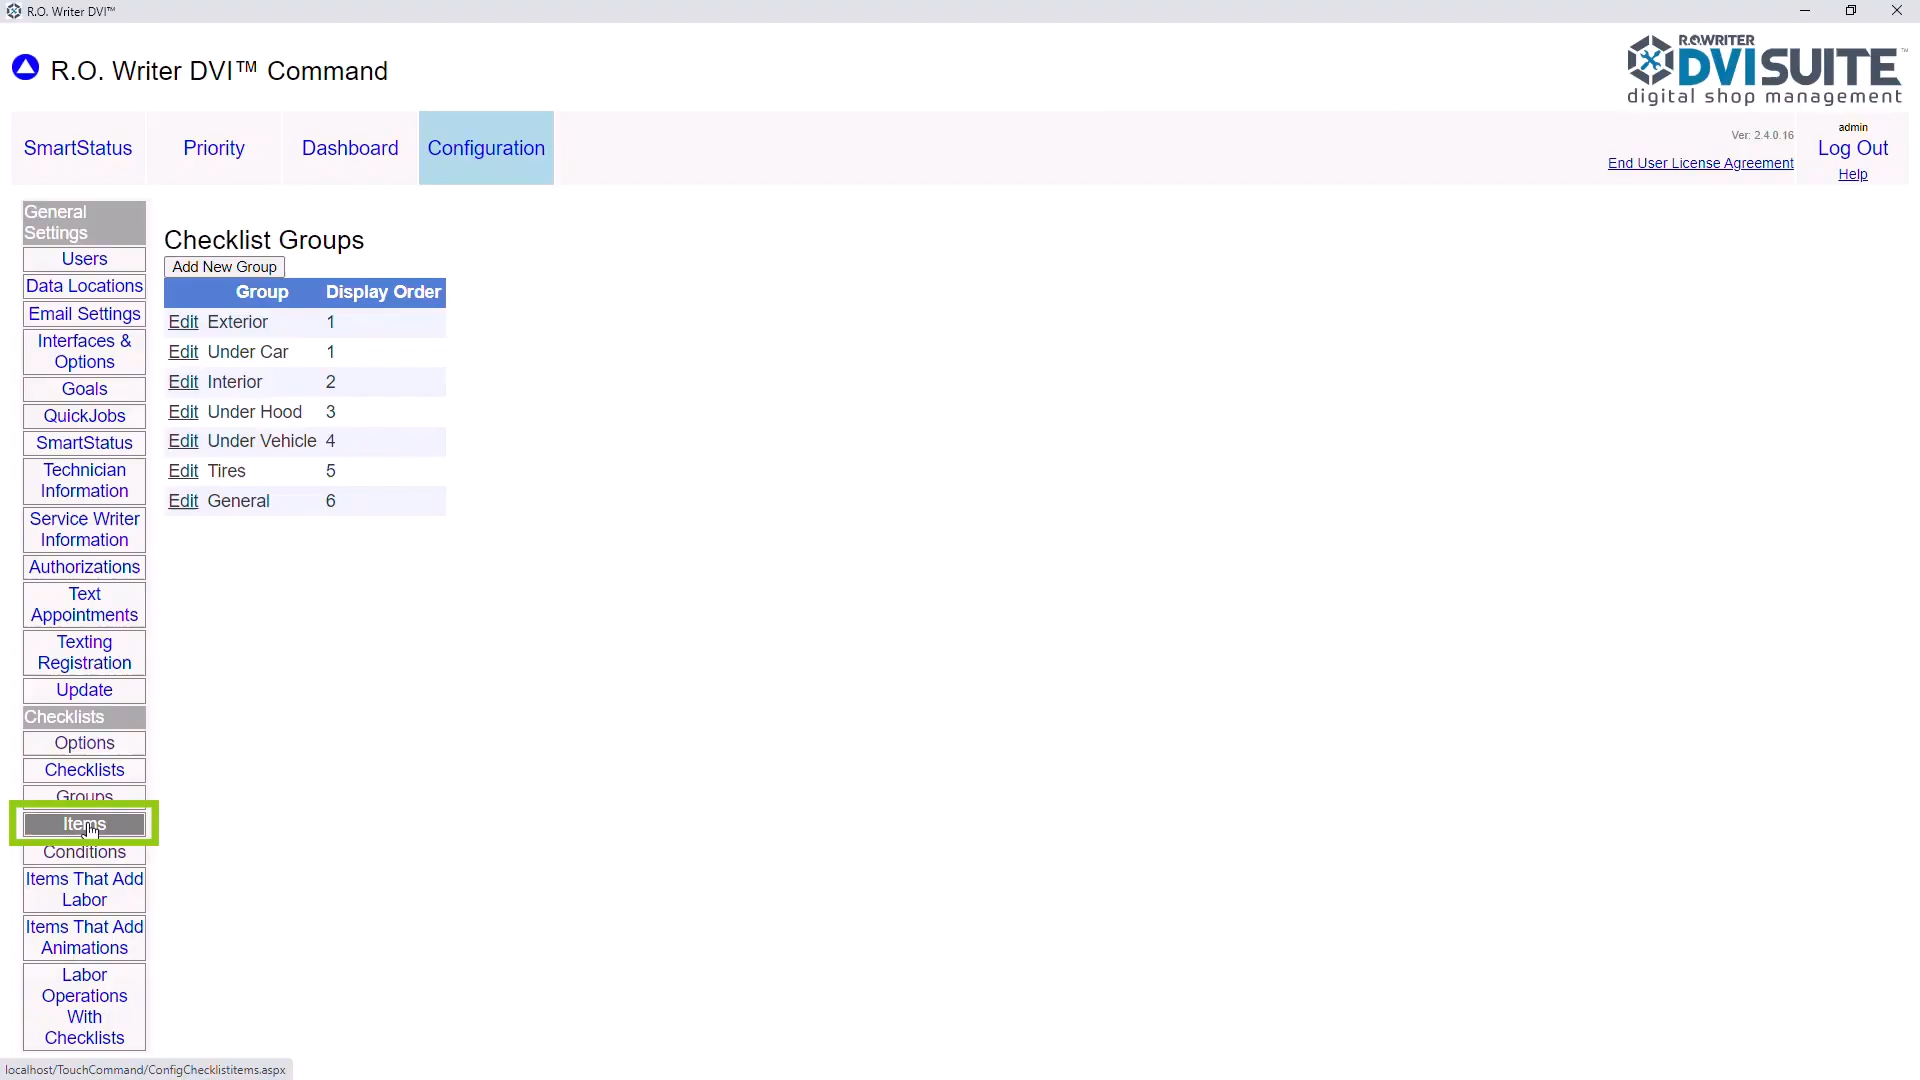 R.O. Writer DVI™
R.O. Writer DVI™ Command
R.O.WRITER
DVISUITE™
digital shop management
SmartStatus
Priority
Dashboard
Configuration
Ver: 2.4.0.16
End User License Agreement
admin
Log Out
Help
General
Settings
Users
Data Locations
Email Settings
Interfaces &
Options
Goals
QuickJobs
SmartStatus
Technician
Information
Service Writer
Information
Authorizations
Text
Appointments
Texting
Registration
Update
Checklists
Options
Checklists
Groups
Items
Conditions
Items That Add
Labor
Items That Add
Animations
Labor
Operations
With
Checklists
Checklist Groups
Add New Group
Group Display Order
Edit Exterior 1
Edit Under Car 1
Edit Interior 2
Edit Under Hood 3
Edit Under Vehicle 4
Edit Tires 5
Edit General 6
localhost/TouchCommand/ConfigChecklistitems.aspx